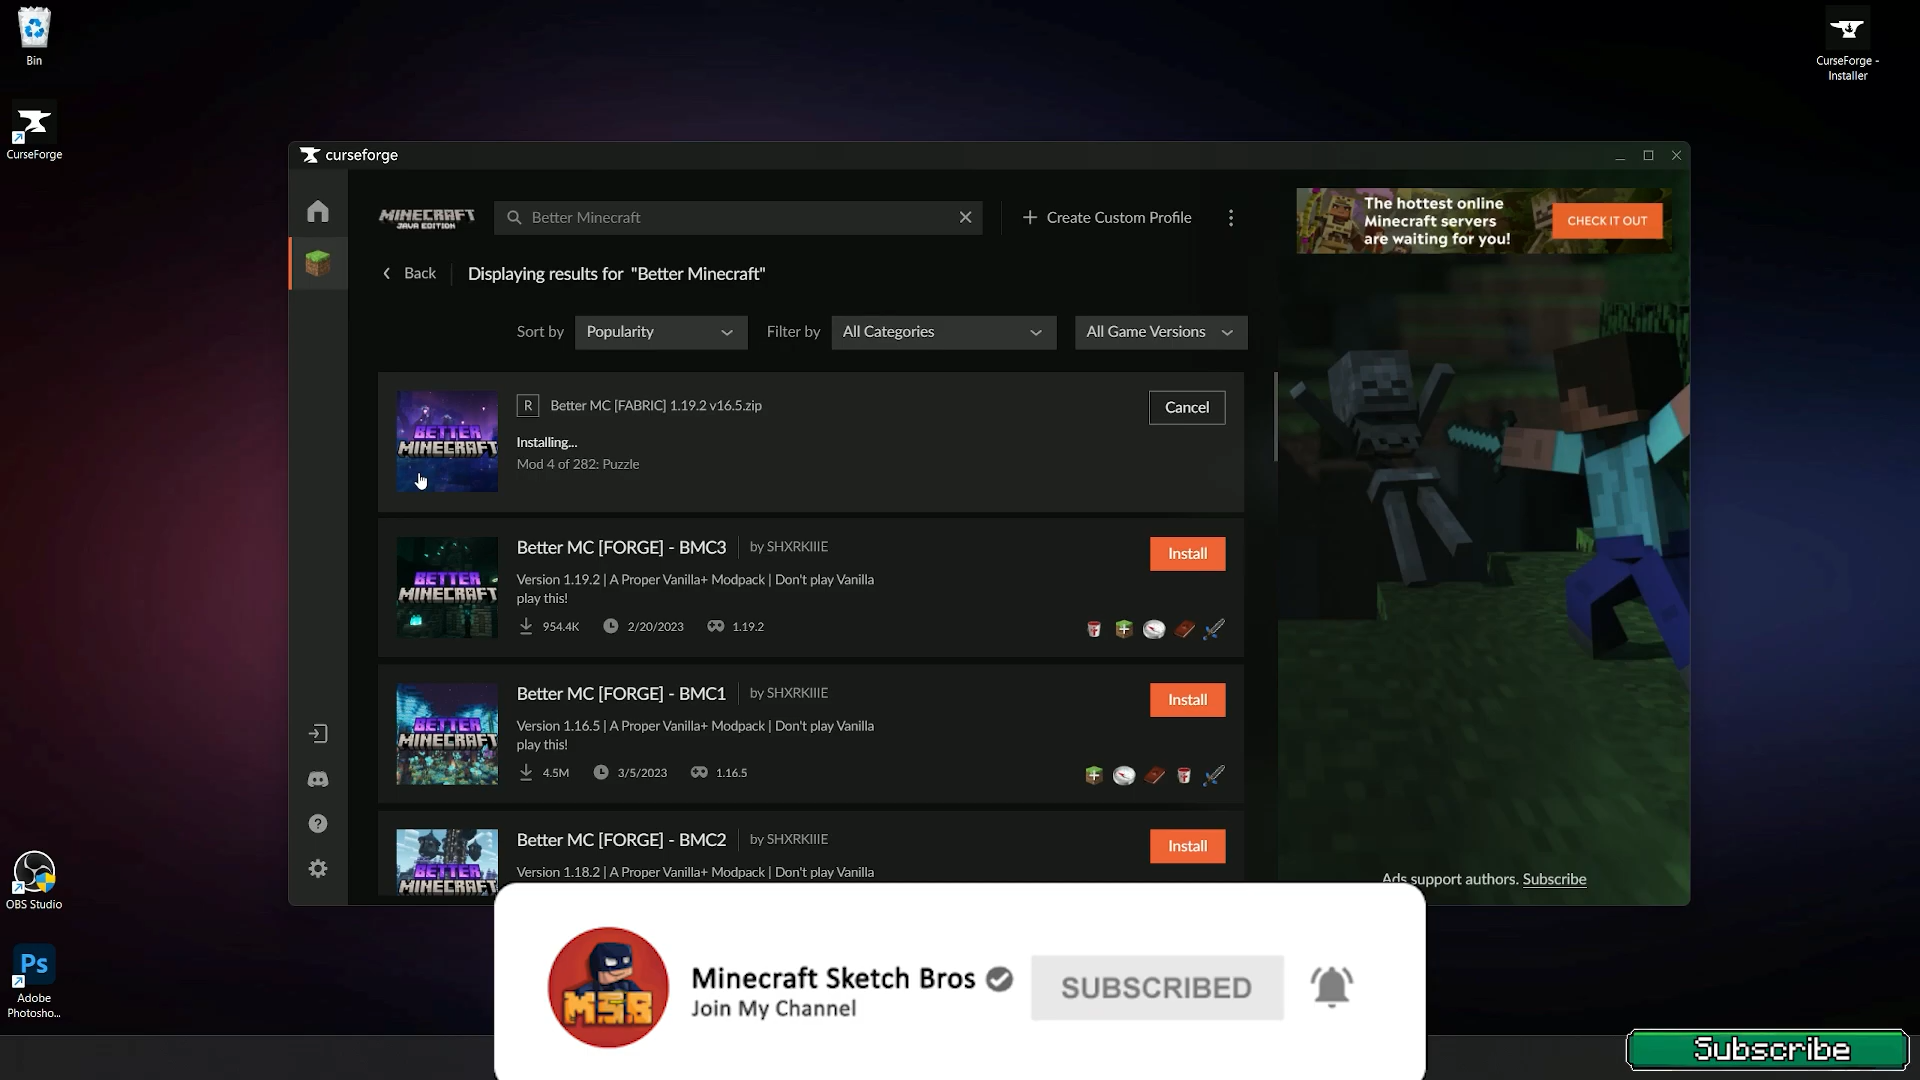 Bin
CurseForge
OBS Studio
Ps
Adobe
Photosho...
CurseForge -
Installer
curseforge
MINECRAFT
JAVA EDITION
Better Minecraft
Create Custom Profile
The hottest online
Minecraft servers
are waiting for you!
CHECK IT OUT
Back
Displaying results for "Better Minecraft"
Sort by
Popularity
Filter by
All Categories
All Game Versions
BETTER
MINECRAFT
R
Better MC [FABRIC] 1.19.2 v16.5.zip
Installing...
Mod 4 of 282: Puzzle
Cancel
BETTER
MINECRAFT
Better MC [FORGE] - BMC3
by SHXRKIIIE
Version 1.19.2 | A Proper Vanilla+ Modpack | Don't play Vanilla
play this!
954.4K
2/20/2023
1.19.2
Install
BETTER
MINECRAFT
Better MC [FORGE] - BMC1
by SHXRKIIIE
Version 1.16.5 | A Proper Vanilla+ Modpack | Don't play Vanilla
play this!
4.5M
3/5/2023
1.16.5
Install
BETTER
MINECRAFT
Better MC [FORGE] - BMC2
by SHXRKIIIE
Version 1.18.2 | A Proper Vanilla+ Modpack | Don't play Vanilla
Install
Ads support authors. Subscribe
MSB
Minecraft Sketch Bros
Join My Channel
SUBSCRIBED
Subscribe